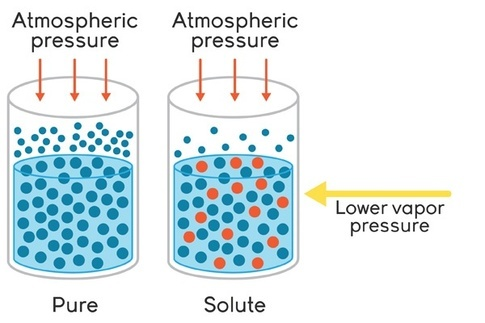 Atmospheric
pressure
Atmospheric
pressure
Lower vapor
pressure
Pure
Solute